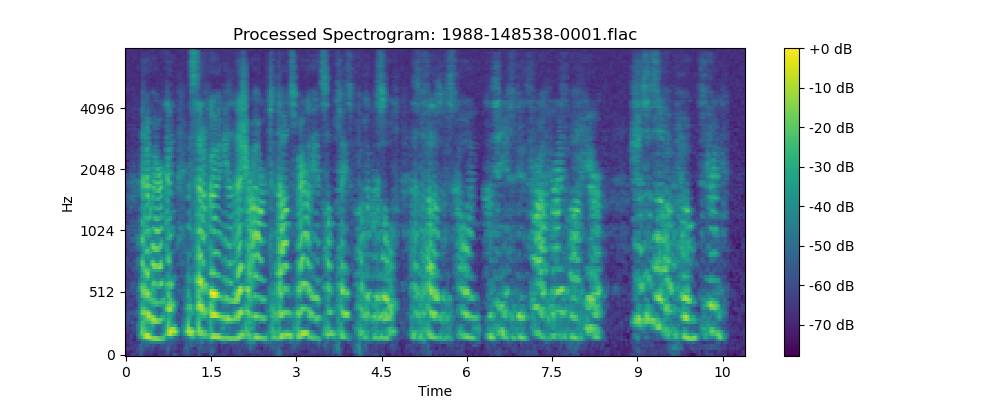 Processed Spectrogram: 1988-148538-0001.flac
Hz
4096
2048
1024
512
0
0 1.5 3 4.5 6 7.5 9 10
Time
+0 dB
-10 dB
-20 dB
-30 dB
-40 dB
-50 dB
-60 dB
-70 dB